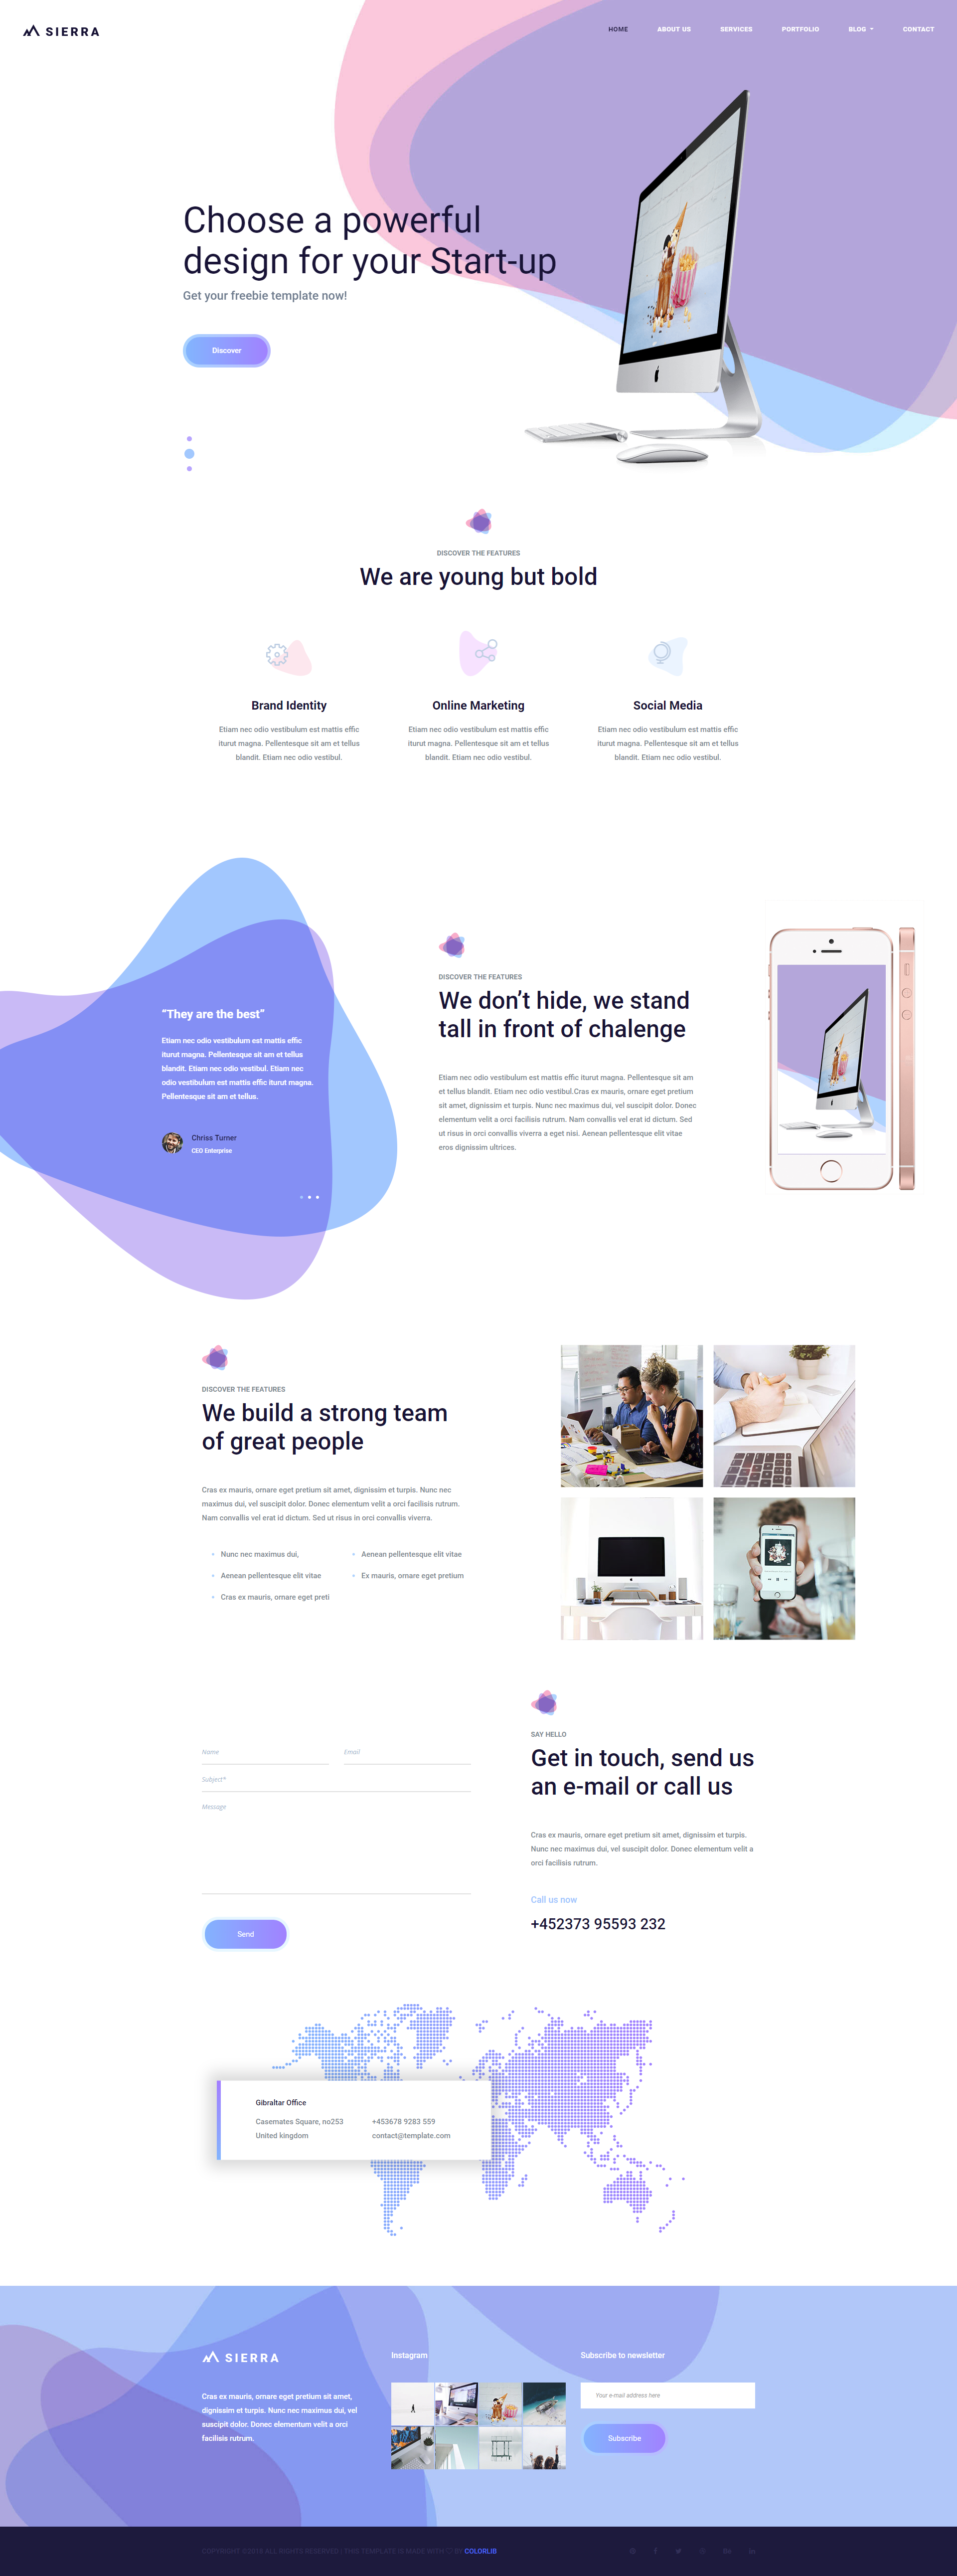 SIERRA
HOME ABOUT US SERVICES PORTFOLIO BLOG CONTACT
Choose a powerful
design for your Start-up
Get your freebie template now!
Discover
DISCOVER THE FEATURES
We are young but bold
Brand Identity
Etiam nec odio vestibulum est mattis effic
iturut magna. Pellentesque sit am et tellus
blandit. Etiam nec odio vestibul.
Online Marketing
Etiam nec odio vestibulum est mattis effic
iturut magna. Pellentesque sit am et tellus
blandit. Etiam nec odio vestibul.
Social Media
Etiam nec odio vestibulum est mattis effic
iturut magna. Pellentesque sit am et tellus
blandit. Etiam nec odio vestibul.
“They are the best”
Etiam nec odio vestibulum est mattis effic
iturut magna. Pellentesque sit am et tellus
blandit. Etiam nec odio vestibul. Etiam nec
odio vestibulum est mattis effic iturut magna.
Pellentesque sit am et tellus.
Chriss Turner
CEO Enterprise
DISCOVER THE FEATURES
We don’t hide, we stand
tall in front of chalenge
Etiam nec odio vestibulum est mattis effic iturut magna. Pellentesque sit am
et tellus blandit. Etiam nec odio vestibul.Cras ex mauris, ornare eget pretium
sit amet, dignissim et turpis. Nunc nec maximus dui, vel suscipit dolor. Donec
elementum velit a orci facilisis rutrum. Nam convallis vel erat id dictum. Sed
ut risus in orci convallis viverra a eget nisi. Aenean pellentesque elit vitae
eros dignissim ultrices.
DISCOVER THE FEATURES
We build a strong team
of great people
Cras ex mauris, ornare eget pretium sit amet, dignissim et turpis. Nunc nec
maximus dui, vel suscipit dolor. Donec elementum velit a orci facilisis rutrum.
Nam convallis vel erat id dictum. Sed ut risus in orci convallis viverra.
Nunc nec maximus dui,
Aenean pellentesque elit vitae
Cras ex mauris, ornare eget preti
Aenean pellentesque elit vitae
Ex mauris, ornare eget pretium
Name
Email
Subject*
Message
Send
SAY HELLO
Get in touch, send us
an e-mail or call us
Cras ex mauris, ornare eget pretium sit amet, dignissim et turpis.
Nunc nec maximus dui, vel suscipit dolor. Donec elementum velit a
orci facilisis rutrum.
Call us now
+452373 95593 232
Gibraltar Office
Casemates Square, no253
United kingdom
+453678 9283 559
contact@template.com
SIERRA
Cras ex mauris, ornare eget pretium sit amet,
dignissim et turpis. Nunc nec maximus dui, vel
suscipit dolor. Donec elementum velit a orci
facilisis rutrum.
Instagram
Subscribe to newsletter
Your e-mail address here
Subscribe
COPYRIGHT ©2018 ALL RIGHTS RESERVED | THIS TEMPLATE IS MADE WITH ♡ BY COLORLIB